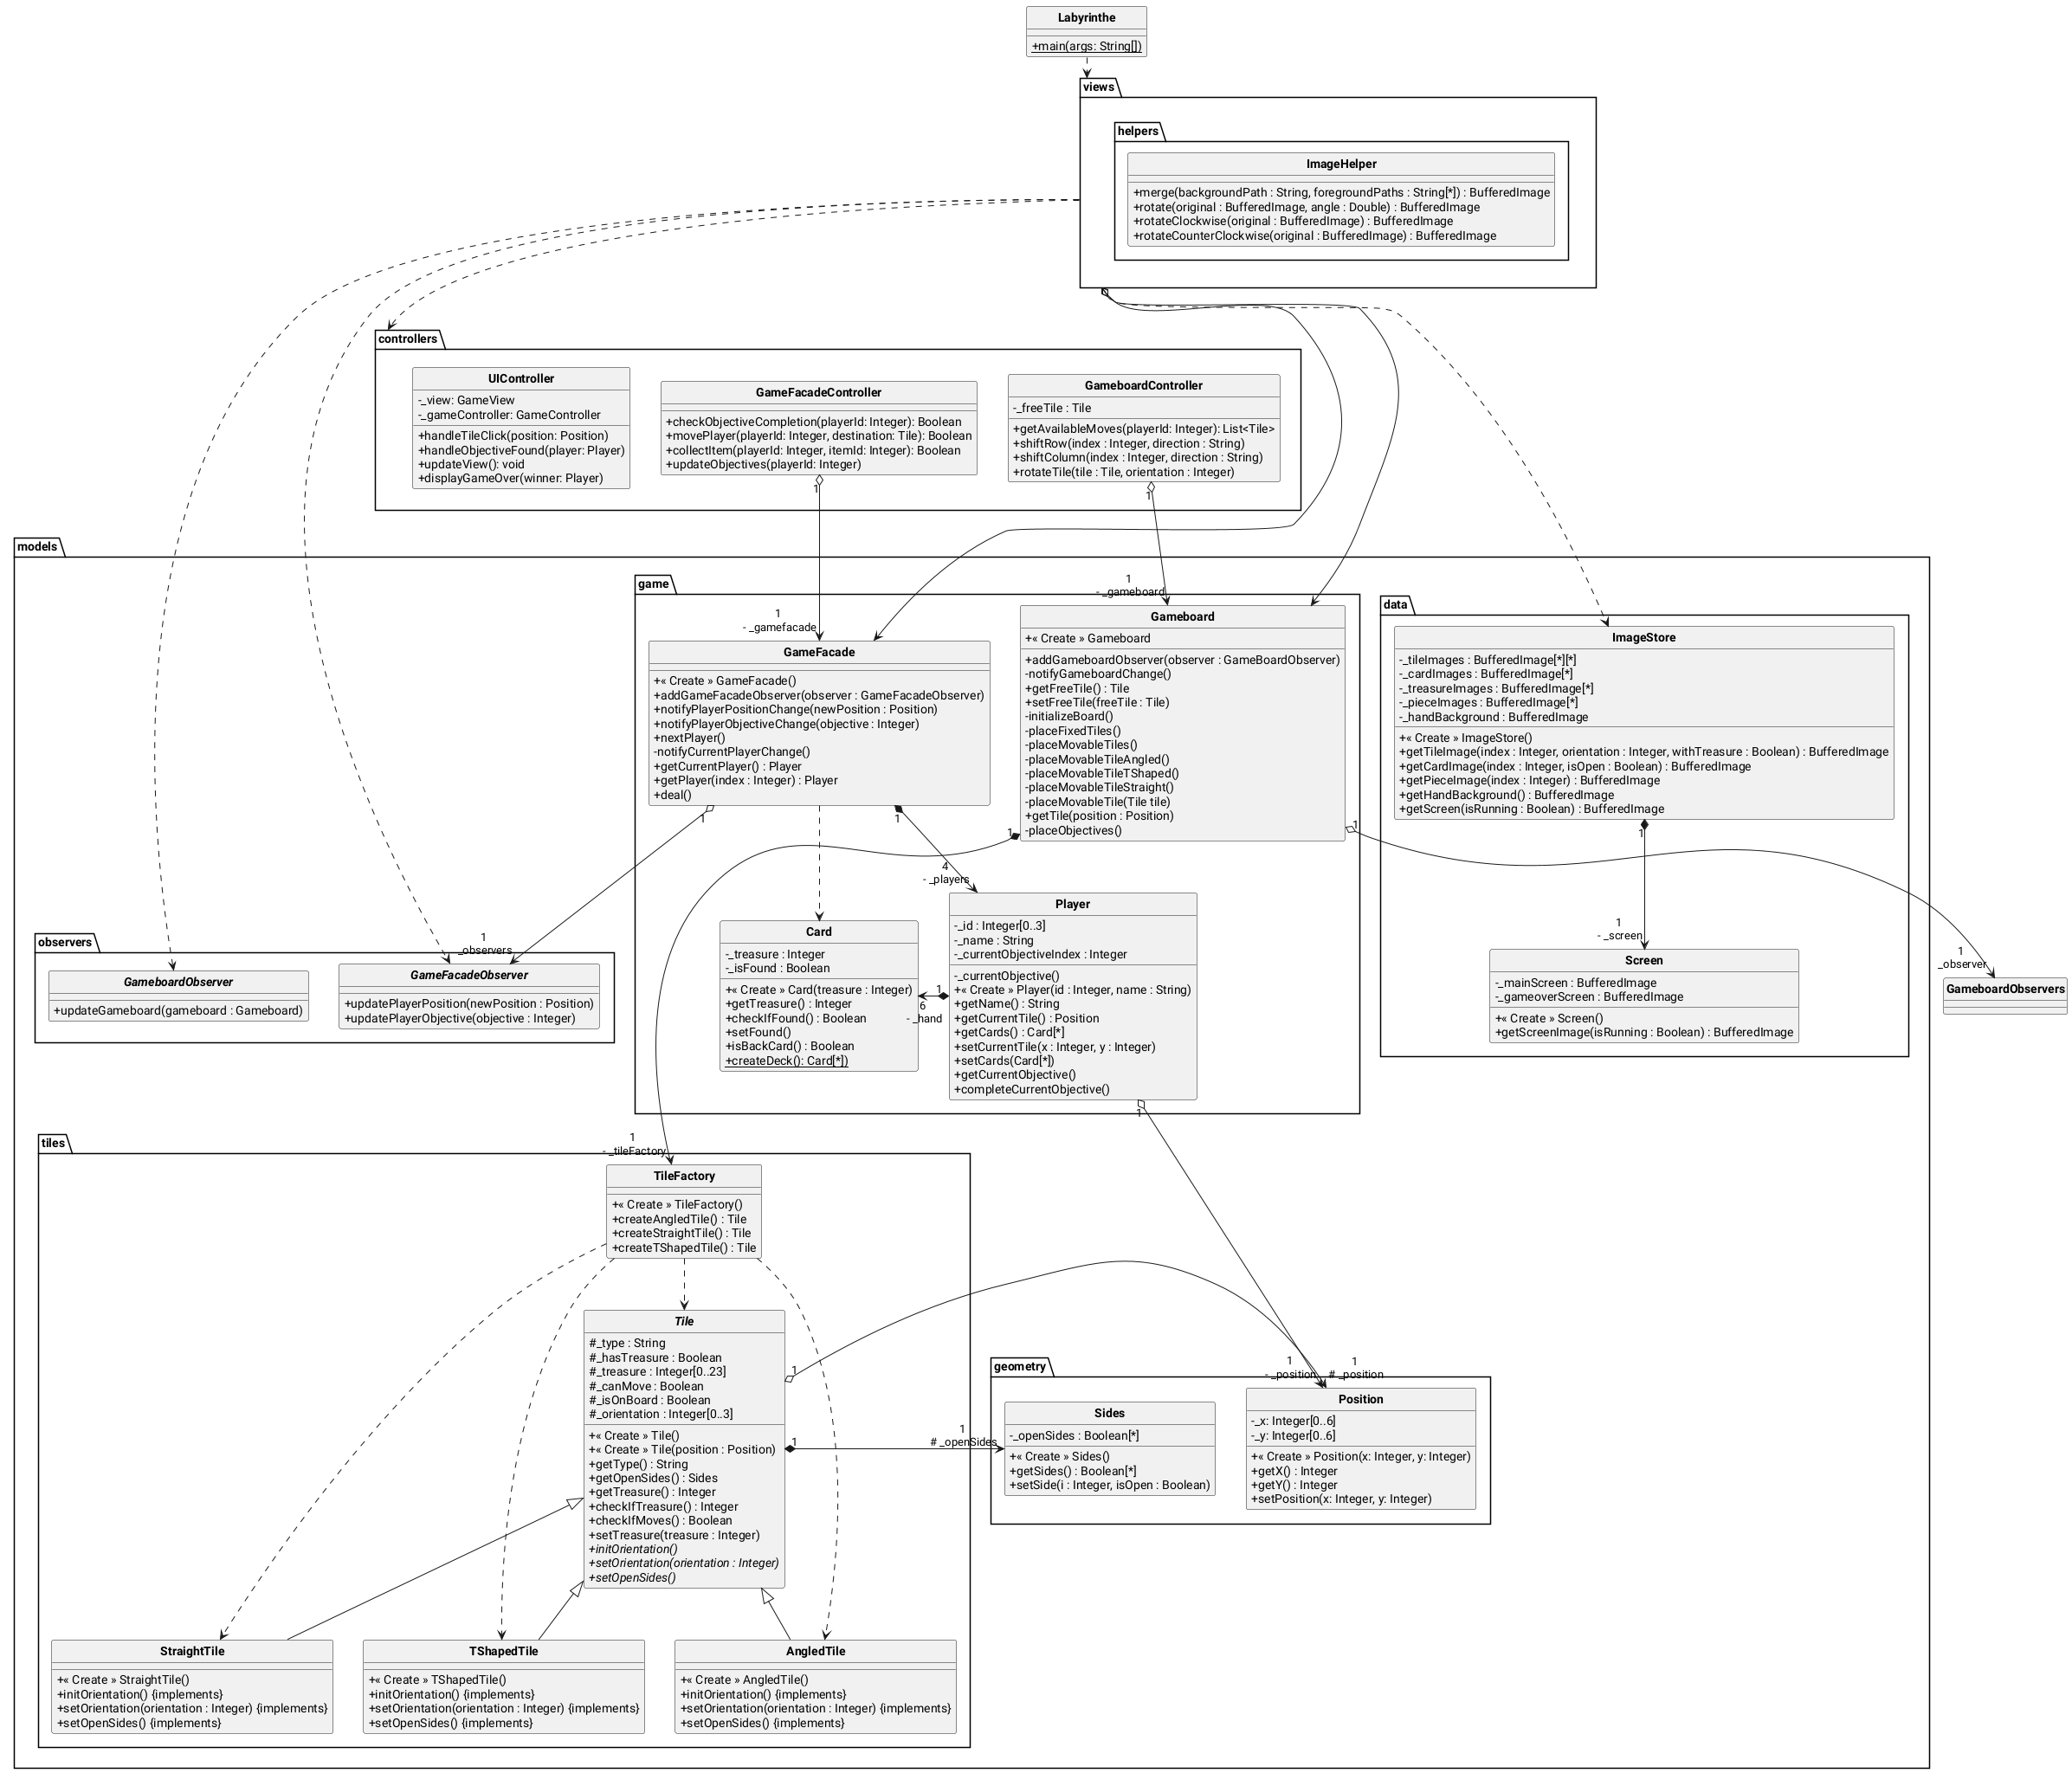 Labyrinthe
+main(args: String[])
views
helpers
ImageHelper
+merge(backgroundPath : String, foregroundPaths : String[*]) : BufferedImage
+rotate(original : BufferedImage, angle : Double) : BufferedImage
+rotateClockwise(original : BufferedImage) : BufferedImage
+rotateCounterClockwise(original : BufferedImage) : BufferedImage
controllers
UIController
-_view: GameView
-_gameController: GameController
+handleTileClick(position: Position)
+handleObjectiveFound(player: Player)
+updateView(): void
+displayGameOver(winner: Player)
GameFacadeController
+checkObjectiveCompletion(playerId: Integer): Boolean
+movePlayer(playerId: Integer, destination: Tile): Boolean
+collectItem(playerId: Integer, itemId: Integer): Boolean
+updateObjectives(playerId: Integer)
1
GameboardController
-_freeTile : Tile
+getAvailableMoves(playerId: Integer): List<Tile>
+shiftRow(index : Integer, direction : String)
+shiftColumn(index : Integer, direction : String)
+rotateTile(tile : Tile, orientation : Integer)
1
models
game
1
- _gamefacade
GameFacade
+« Create » GameFacade()
+addGameFacadeObserver(observer : GameFacadeObserver)
+notifyPlayerPositionChange(newPosition : Position)
+notifyPlayerObjectiveChange(objective : Integer)
+nextPlayer()
-notifyCurrentPlayerChange()
+getCurrentPlayer() : Player
+getPlayer(index : Integer) : Player
+deal()
1
1
1
- _gameboard
Gameboard
+« Create » Gameboard
+addGameboardObserver(observer : GameBoardObserver)
-notifyGameboardChange()
+getFreeTile() : Tile
+setFreeTile(freeTile : Tile)
-initializeBoard()
-placeFixedTiles()
-placeMovableTiles()
-placeMovableTileAngled()
-placeMovableTileTShaped()
-placeMovableTileStraight()
-placeMovableTile(Tile tile)
+getTile(position : Position)
-placeObjectives()
1
1
data
ImageStore
-_tileImages : BufferedImage[*][*]
-_cardImages : BufferedImage[*]
-_treasureImages : BufferedImage[*]
-_pieceImages : BufferedImage[*]
-_handBackground : BufferedImage
+« Create » ImageStore()
+getTileImage(index : Integer, orientation : Integer, withTreasure : Boolean) : BufferedImage
+getCardImage(index : Integer, isOpen : Boolean) : BufferedImage
+getPieceImage(index : Integer) : BufferedImage
+getHandBackground() : BufferedImage
+getScreen(isRunning : Boolean) : BufferedImage
1
4
- _players
Player
-_id : Integer[0..3]
-_name : String
-_currentObjectiveIndex : Integer
-_currentObjective()
+« Create » Player(id : Integer, name : String)
+getName() : String
+getCurrentTile() : Position
+getCards() : Card[*]
+setCurrentTile(x : Integer, y : Integer)
+setCards(Card[*])
+getCurrentObjective()
+completeCurrentObjective()
1
1
6
- _hand
Card
-_treasure : Integer
-_isFound : Boolean
+« Create » Card(treasure : Integer)
+getTreasure() : Integer
+checkIfFound() : Boolean
+setFound()
+isBackCard() : Boolean
+createDeck(): Card[*])
observers
GameboardObserver
+updateGameboard(gameboard : Gameboard)
1
_observers
GameFacadeObserver
+updatePlayerPosition(newPosition : Position)
+updatePlayerObjective(objective : Integer)
1
- _screen
Screen
-_mainScreen : BufferedImage
-_gameoverScreen : BufferedImage
+« Create » Screen()
+getScreenImage(isRunning : Boolean) : BufferedImage
1
_observer
GameboardObservers
tiles
1
- _tileFactory
TileFactory
+« Create » TileFactory()
+createAngledTile() : Tile
+createStraightTile() : Tile
+createTShapedTile() : Tile
Tile
#_type : String
#_hasTreasure : Boolean
#_treasure : Integer[0..23]
#_canMove : Boolean
#_isOnBoard : Boolean
#_orientation : Integer[0..3]
+« Create » Tile()
+« Create » Tile(position : Position)
+getType() : String
+getOpenSides() : Sides
+getTreasure() : Integer
+checkIfTreasure() : Integer
+checkIfMoves() : Boolean
+setTreasure(treasure : Integer)
+initOrientation()
+setOrientation(orientation : Integer)
+setOpenSides()
1
1
geometry
1
# _openSides
Sides
-_openSides : Boolean[*]
+« Create » Sides()
+getSides() : Boolean[*]
+setSide(i : Integer, isOpen : Boolean)
1
- _position
1
# _position
Position
-_x: Integer[0..6]
-_y: Integer[0..6]
+« Create » Position(x: Integer, y: Integer)
+getX() : Integer
+getY() : Integer
+setPosition(x: Integer, y: Integer)
StraightTile
+« Create » StraightTile()
+initOrientation() {implements}
+setOrientation(orientation : Integer) {implements}
+setOpenSides() {implements}
TShapedTile
+« Create » TShapedTile()
+initOrientation() {implements}
+setOrientation(orientation : Integer) {implements}
+setOpenSides() {implements}
AngledTile
+« Create » AngledTile()
+initOrientation() {implements}
+setOrientation(orientation : Integer) {implements}
+setOpenSides() {implements}